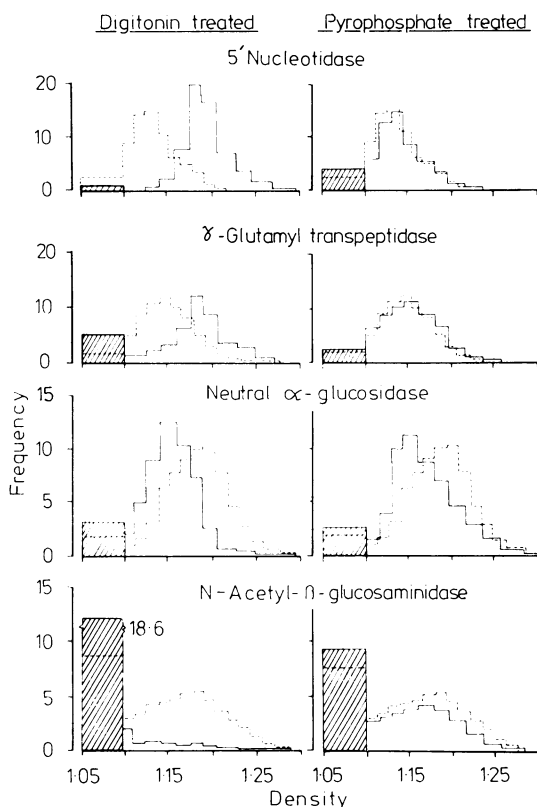 Digitonin treated Pyrophosphate treated
5′Nucleotidase
20
10
0
γ-Glutamyl transpeptidase
20
10
0
Neutral α-glucosidase
15
10
5
0
N-Acetyl-β-glucosaminidase
15
10
5
0
18·6
Frequency
1·05 1·15 1·25 1·05 1·15 1·25
Density